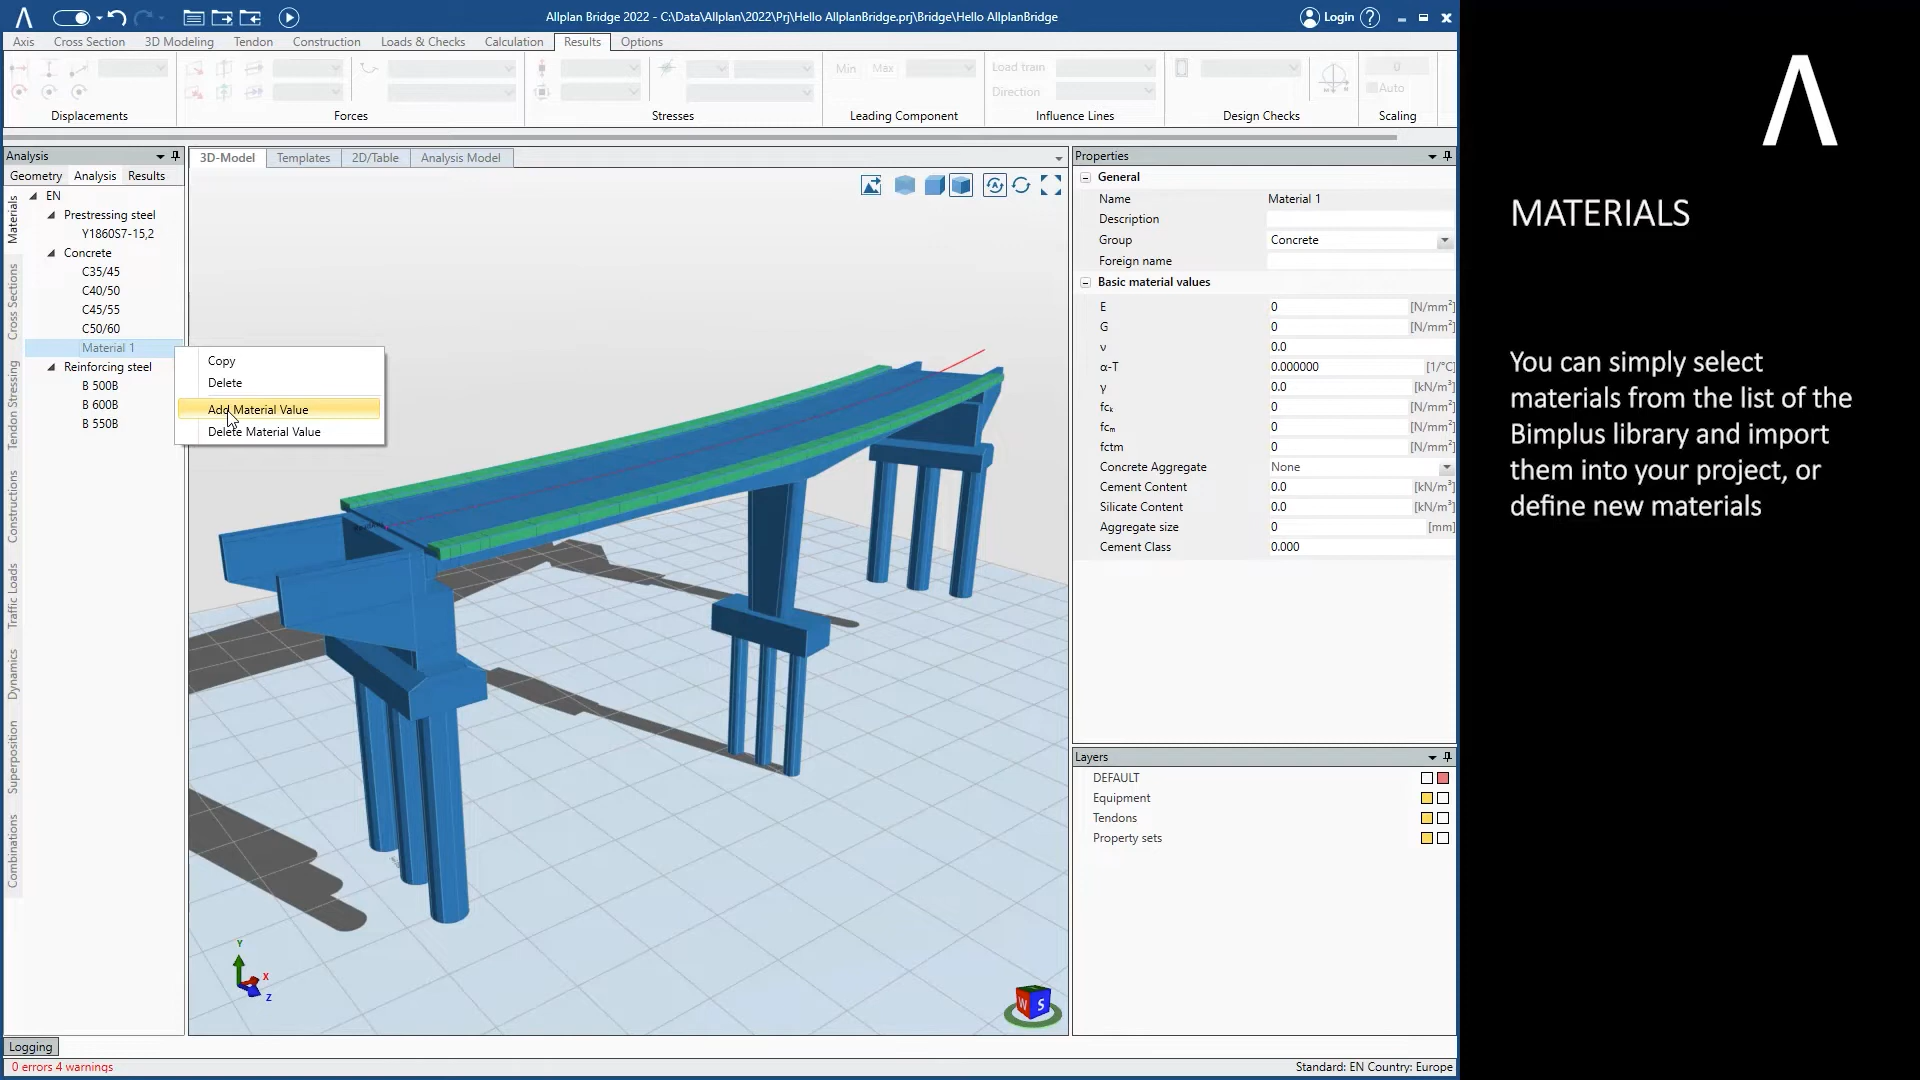 Allplan Bridge 2022 - C:\Data\Allplan\2022\Prj\Hello AllplanBridge.prj\Bridge\Hello AllplanBridge
Login
Axis
Cross Section
3D Modeling
Tendon
Construction
Loads & Checks
Calculation
Results
Options
Min
Max
Load train
Direction
0
Auto
Displacements
Forces
Stresses
Leading Component
Influence Lines
Design Checks
Scaling
Analysis
Geometry
Analysis
Results
Materials
Cross Sections
Tendon Stressing
Constructions
Traffic Loads
Dynamics
Superposition
Combinations
EN
Prestressing steel
Y1860S7-15,2
Concrete
C35/45
C40/50
C45/55
C50/60
Material 1
Reinforcing steel
B 500B
B 600B
B 550B
Copy
Delete
Add Material Value
Delete Material Value
3D-Model
Templates
2D/Table
Analysis Model
Y
X
Z
W
S
Properties
General
Name Material 1
Description
Group Concrete
Foreign name
Basic material values
E 0 [N/mm²]
G 0 [N/mm²]
ν 0.0
α-T 0.000000 [1/°C]
γ 0.0 [kN/m³]
fcₖ 0 [N/mm²]
fcₘ 0 [N/mm²]
fctm 0 [N/mm²]
Concrete Aggregate None
Cement Content 0.0 [kN/m³]
Silicate Content 0.0 [kN/m³]
Aggregate size 0 [mm]
Cement Class 0.000
Layers
DEFAULT
Equipment
Tendons
Property sets
Logging
0 errors 4 warnings
Standard: EN Country: Europe
MATERIALS
You can simply select
materials from the list of the
Bimplus library and import
them into your project, or
define new materials